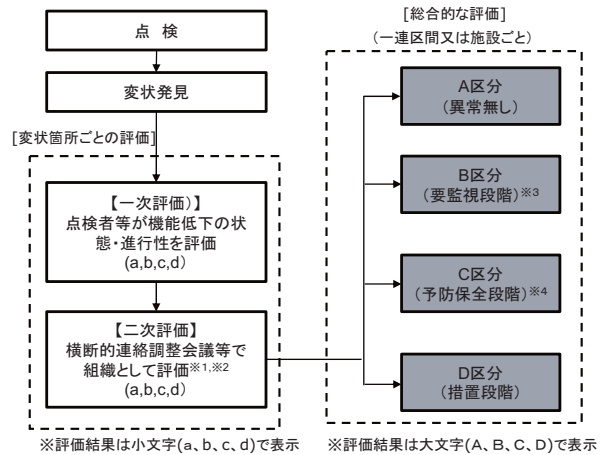 点 検
変状発見
[変状箇所ごとの評価]
【一次評価)】
点検者等が機能低下の状
態・進行性を評価
(a,b,c,d)
【二次評価】
横断的連絡調整会議等で
組織として評価※1,※2
(a,b,c,d)
※評価結果は小文字(a、b、c、d)で表示
[総合的な評価]
(一連区間又は施設ごと)
A区分
(異常無し)
B区分
(要監視段階)※3
C区分
(予防保全段階)※4
D区分
(措置段階)
※評価結果は大文字(A、B、C、D)で表示